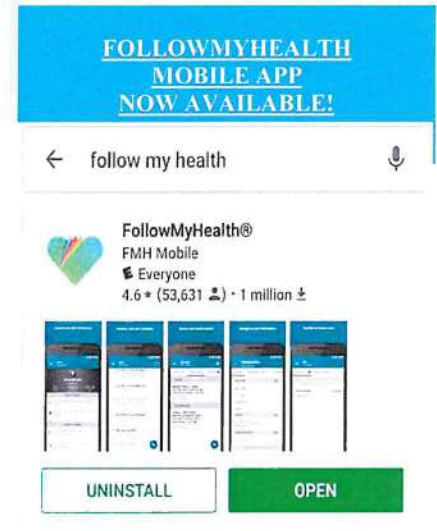 FOLLOWMYHEALTH
MOBILE APP
NOW AVAILABLE!
follow my health
FollowMyHealth®
FMH Mobile
E Everyone
4.6 ★ (53,631) • 1 million
UNINSTALL
OPEN